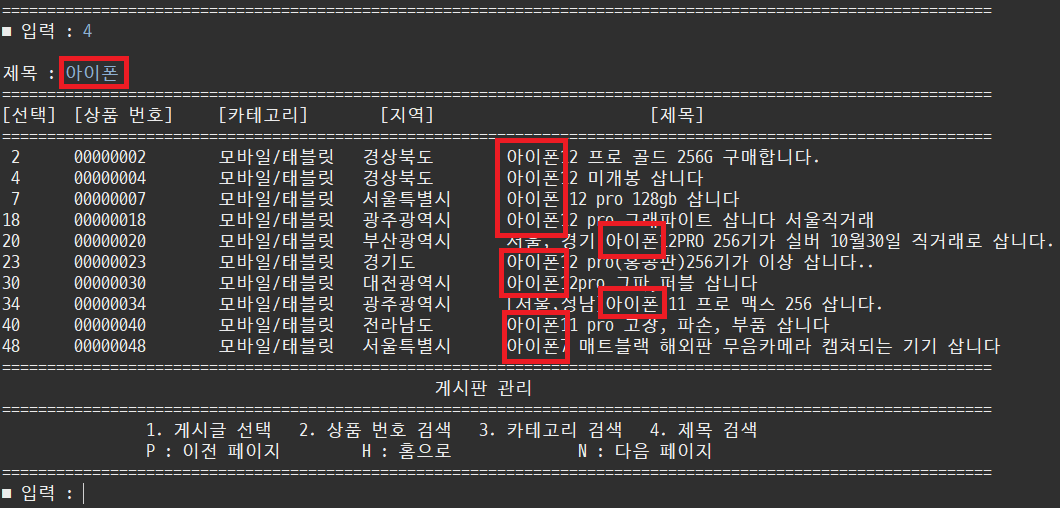 ================================================================================
■ 입력 : 4
제목 : 아이폰
================================================================================
[선택] [상품 번호] [카테고리] [지역] [제목]
================================================================================
2 00000002 모바일/태블릿 경상북도 아이폰12 프로 골드 256G 구매합니다.
4 00000004 모바일/태블릿 경상북도 아이폰12 미개봉 삽니다
7 00000007 모바일/태블릿 서울특별시 아이폰 12 pro 128gb 삽니다
18 00000018 모바일/태블릿 광주광역시 아이폰12 pro 그래파이트 삽니다 서울직거래
20 00000020 모바일/태블릿 부산광역시 서울,경기 아이폰12PRO 256기가 실버 10월30일 직거래로 삽니다.
23 00000023 모바일/태블릿 경기도 아이폰12 pro(홍콩판)256기가 이상 삽니다..
30 00000030 모바일/태블릿 대전광역시 아이폰12pro 그파,퍼블 삽니다
34 00000034 모바일/태블릿 광주광역시 [서울,성남]아이폰 11 프로 맥스 256 삽니다.
40 00000040 모바일/태블릿 전라남도 아이폰11 pro 고장, 파손, 부품 삽니다
48 00000048 모바일/태블릿 서울특별시 아이폰7 매트블랙 해외판 무음카메라 캡쳐되는 기기 삽니다
================================================================================
게시판 관리
================================================================================
1. 게시글 선택 2. 상품 번호 검색 3. 카테고리 검색 4. 제목 검색
P : 이전 페이지 H : 홈으로 N : 다음 페이지
================================================================================
■ 입력 :